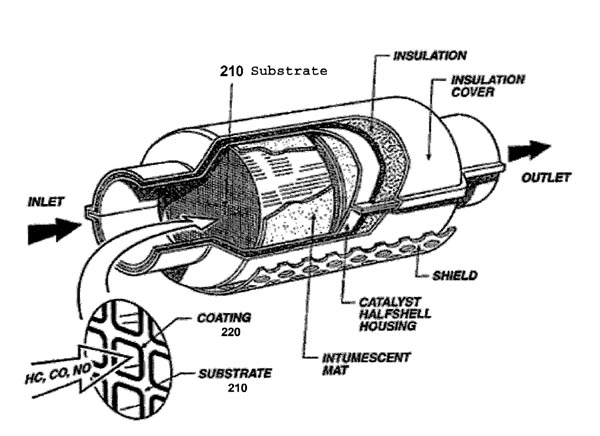 210 Substrate
INSULATION
INSULATION
COVER
INLET
OUTLET
SHIELD
CATALYST
HALFSHELL
HOUSING
INTUMESCENT
MAT
COATING
220
HC, CO, NO
SUBSTRATE
210